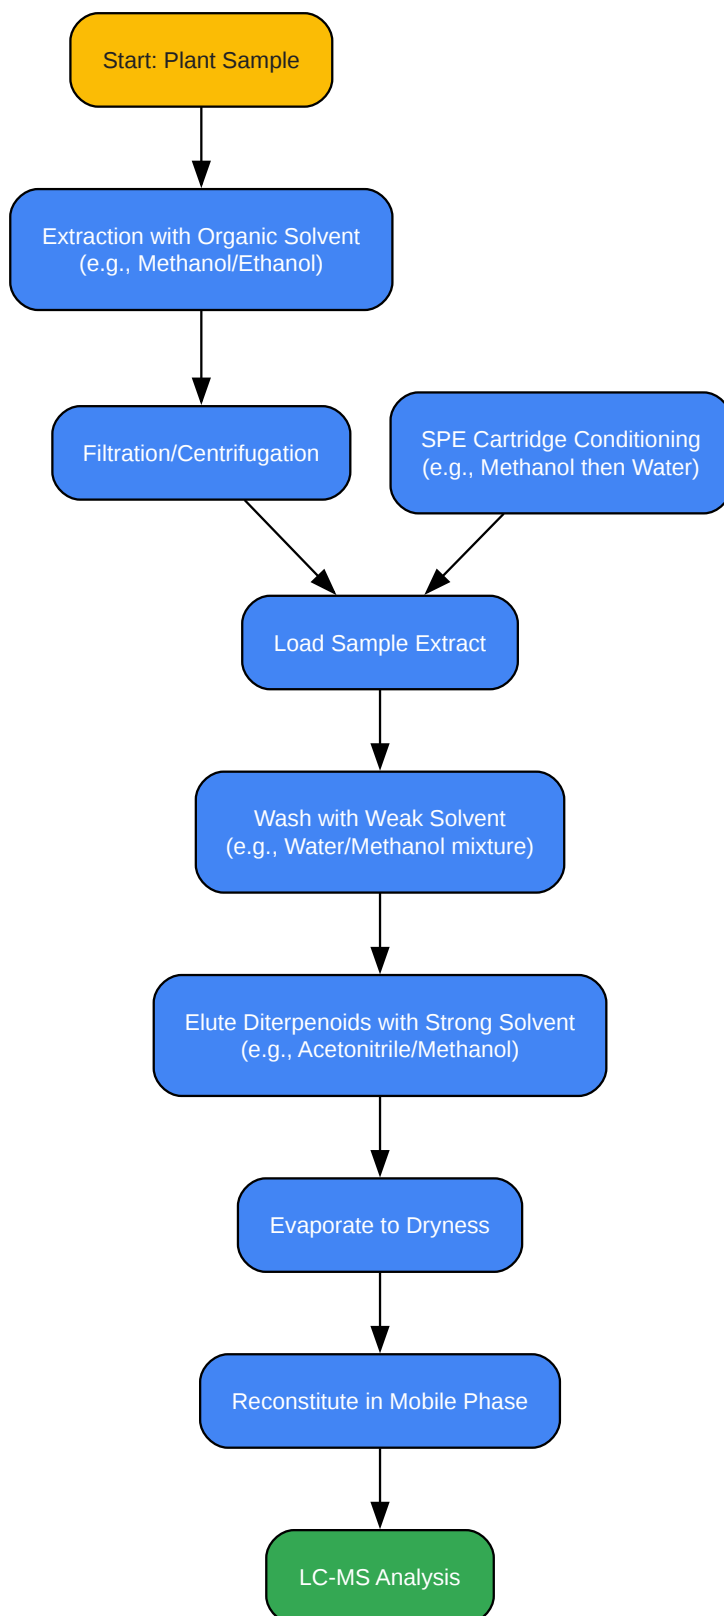 Start: Plant Sample
Extraction with Organic Solvent
(e.g., Methanol/Ethanol)
Filtration/Centrifugation
SPE Cartridge Conditioning
(e.g., Methanol then Water)
Load Sample Extract
Wash with Weak Solvent
(e.g., Water/Methanol mixture)
Elute Diterpenoids with Strong Solvent
(e.g., Acetonitrile/Methanol)
Evaporate to Dryness
Reconstitute in Mobile Phase
LC-MS Analysis